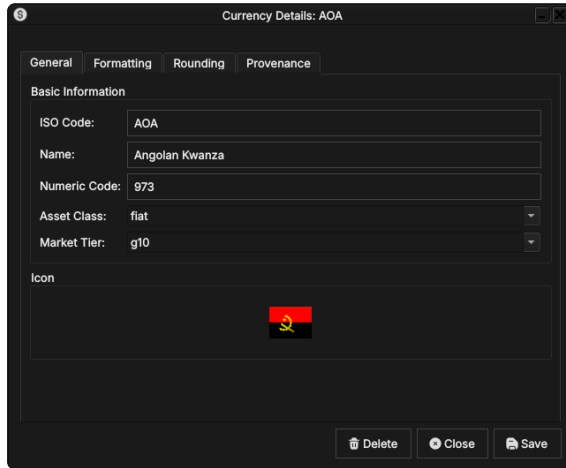 Currency Details: AOA
General Formatting Rounding Provenance
Basic Information
ISO Code: AOA
Name: Angolan Kwanza
Numeric Code: 973
Asset Class: fiat
Market Tier: g10
Icon
Delete Close Save